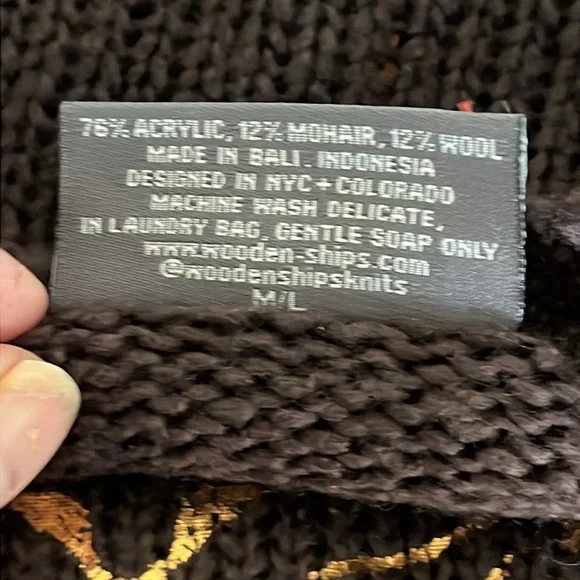 76% ACRYLIC, 12% MOHAIR, 12% WOOL
MADE IN BALI, INDONESIA
DESIGNED IN NYC+COLORADO
MACHINE WASH DELICATE,
IN LAUNDRY BAG, GENTLE SOAP ONLY
www.wooden-ships.com
@woodenshipsknits
M/L